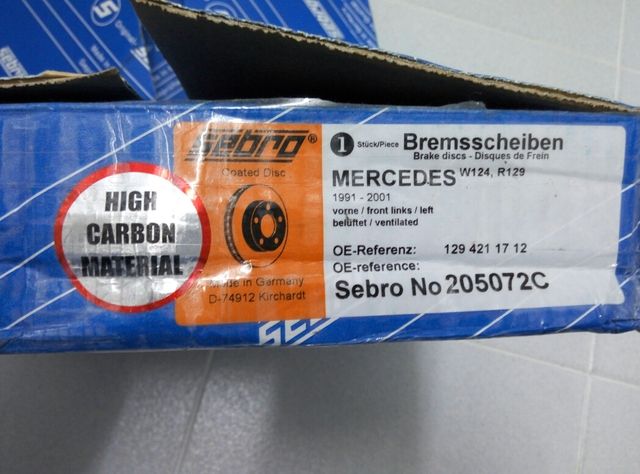 sebro®
Coated Disc
Made in Germany
D-74912 Kirchardt
HIGH
CARBON
MATERIAL
1 Stück/Piece Bremsscheiben
Brake discs - Disques de Frein
MERCEDES W124, R129
1991 - 2001
vorne / front links / left
belüftet / ventilated
OE-Referenz: 129 421 17 12
OE-reference:
Sebro No 205072C